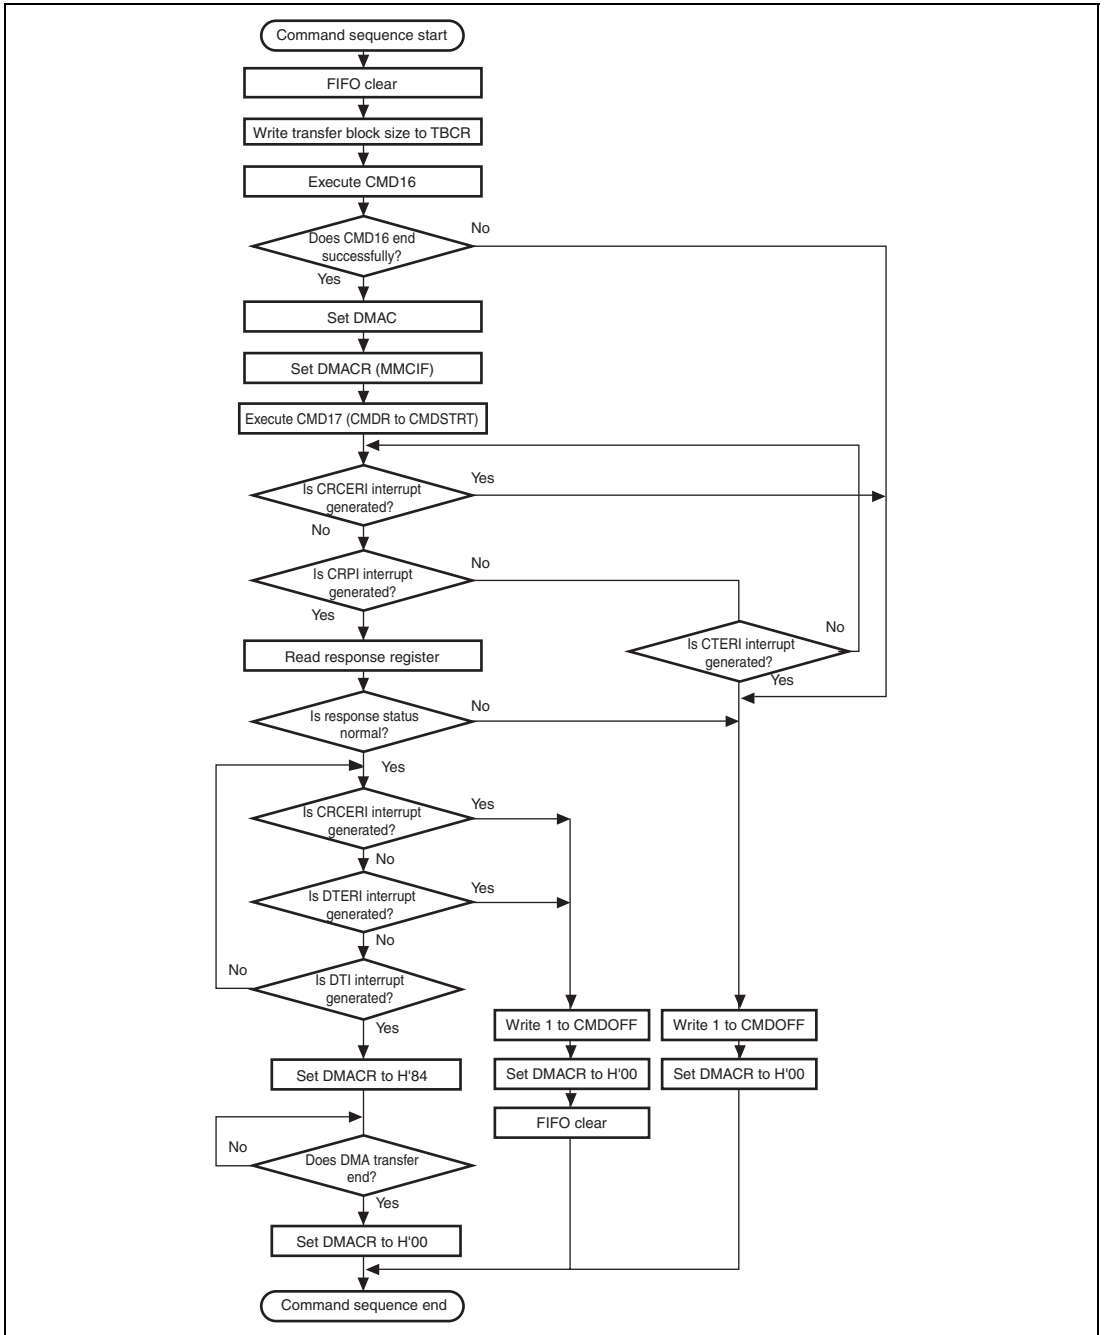 Command sequence start
FIFO clear
Write transfer block size to TBCR
Execute CMD16
No
Does CMD16 end
successfully?
Yes
Set DMAC
Set DMACR (MMCIF)
Execute CMD17 (CMDR to CMDSTRT)
Yes
Is CRCERI interrupt
generated?
No
No
Is CRPI interrupt
generated?
Yes
No
Is CTERI interrupt
generated?
Yes
Read response register
No
Is response status
normal?
Yes
Yes
Is CRCERI interrupt
generated?
No
Yes
Is DTERI interrupt
generated?
No
No
Is DTI interrupt
generated?
Yes
Write 1 to CMDOFF
Write 1 to CMDOFF
Set DMACR to H'84
Set DMACR to H'00
Set DMACR to H'00
FIFO clear
No
Does DMA transfer
end?
Yes
Set DMACR to H'00
Command sequence end